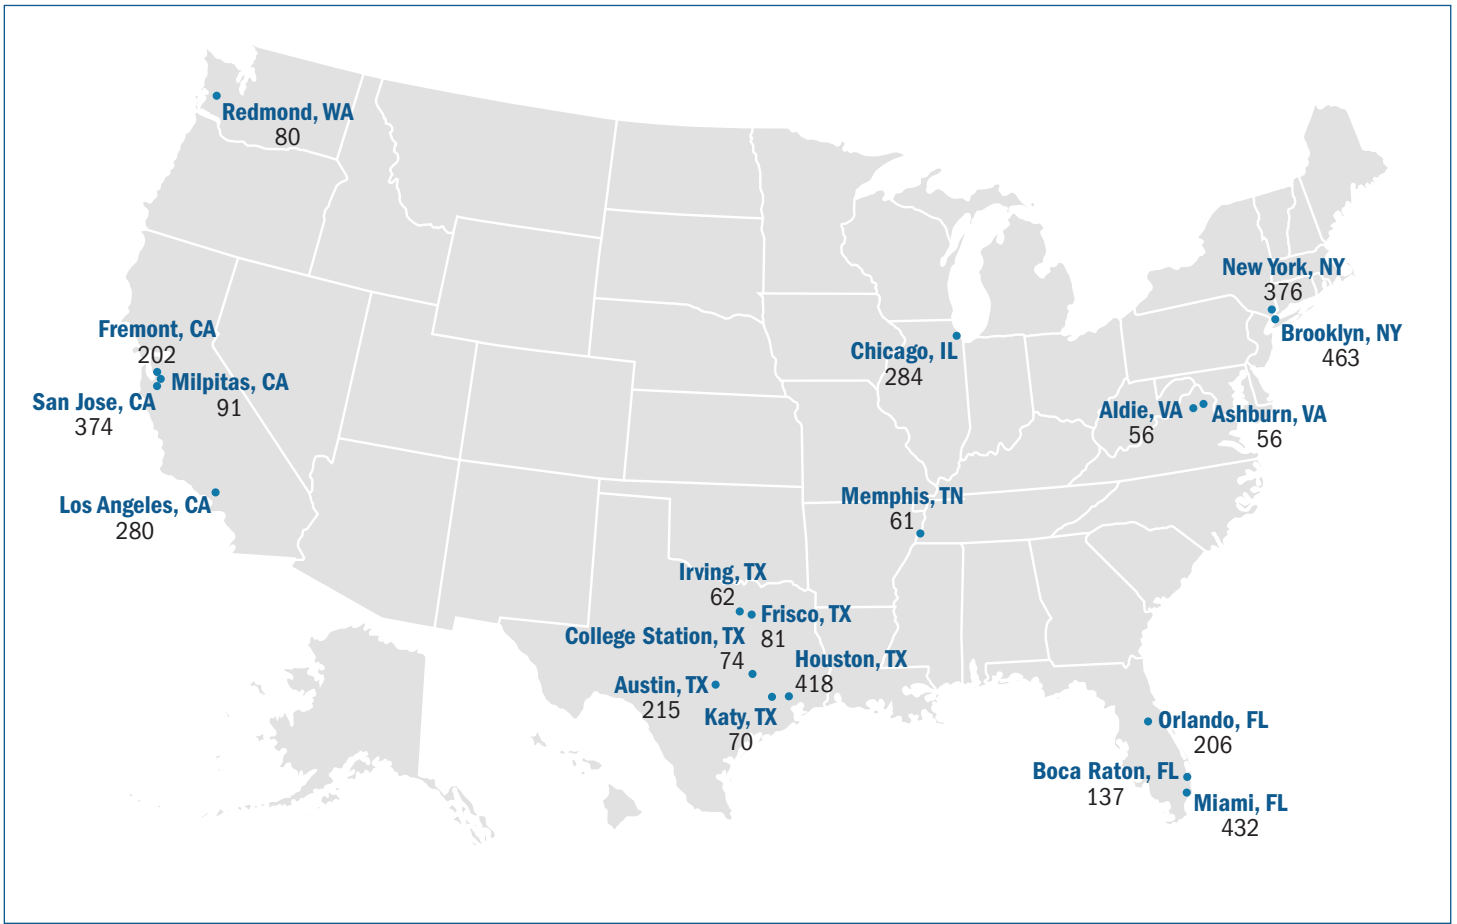 Redmond, WA
80
New York, NY
376
Brooklyn, NY
463
Fremont, CA
202
Milpitas, CA
91
San Jose, CA
374
Chicago, IL
284
Aldie, VA
56
Ashburn, VA
56
Los Angeles, CA
280
Memphis, TN
61
Irving, TX
62
Frisco, TX
81
College Station, TX
74
Houston, TX
418
Austin, TX
215
Katy, TX
70
Orlando, FL
206
Boca Raton, FL
137
Miami, FL
432